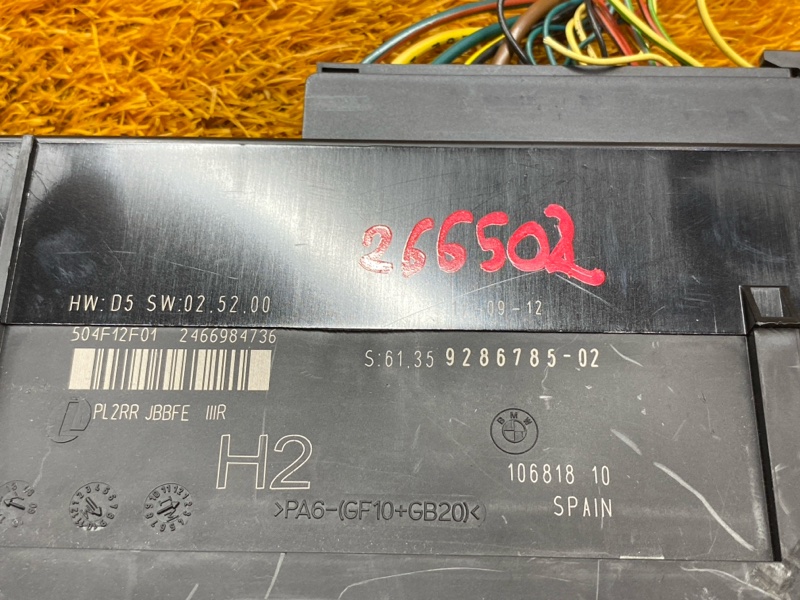 266502
HW: D5 SW:02.52.00
09-12
504F12F01 2466984736
S:61.35 9286785-02
PL2RR JBBFE IIIR
BMW
H2
106818 10
>PA6-(GF10+GB20)<
SPAIN